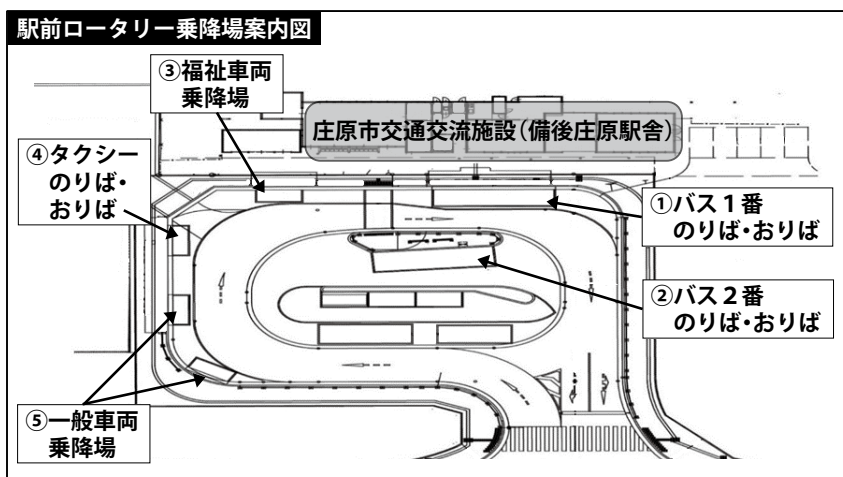 駅前ロータリー乗降場案内図
③福祉車両
乗降場
庄原市交通交流施設(備後庄原駅舎)
④タクシー
のりば・
おりば
①バス1番
のりば・おりば
②バス2番
のりば・おりば
⑤一般車両
乗降場